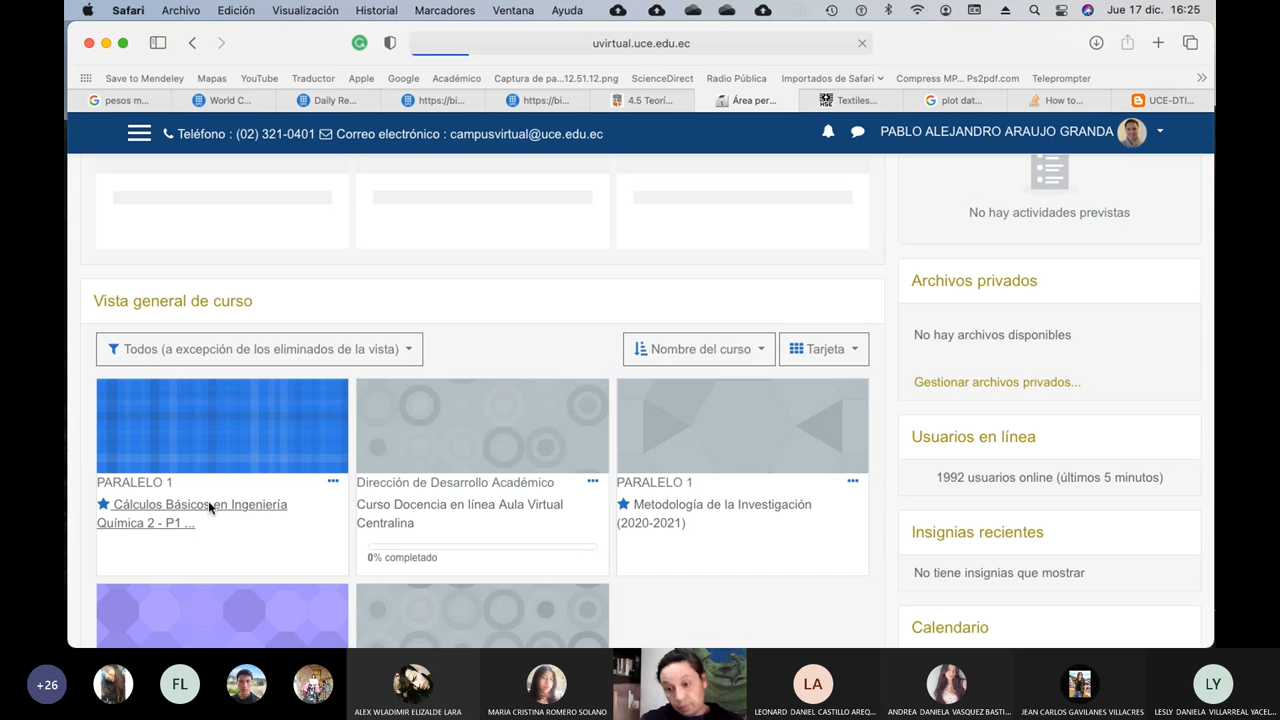 Safari Archivo Edición Visualización Historial Marcadores Ventana Ayuda Jue 17 dic. 16:25
uvirtual.uce.edu.ec
Save to Mendeley Mapas YouTube Traductor Apple Google Académico Captura de pa...12.51.12.png ScienceDirect Radio Pública Importados de Safari Compress MP... Ps2pdf.com Teleprompter
pesos m... World C... Daily Re... https://bi... https://bi... 4.5 Teorí... Área per... Textiles... plot dat... How to... UCE-DTI...
Teléfono : (02) 321-0401 Correo electrónico : campusvirtual@uce.edu.ec PABLO ALEJANDRO ARAUJO GRANDA
No hay actividades previstas
Vista general de curso
Todos (a excepción de los eliminados de la vista) Nombre del curso Tarjeta
PARALELO 1
Cálculos Básicos en Ingeniería
Química 2 - P1 ...
Dirección de Desarrollo Académico
Curso Docencia en línea Aula Virtual
Centralina
0% completado
PARALELO 1
Metodología de la Investigación
(2020-2021)
Archivos privados
No hay archivos disponibles
Gestionar archivos privados...
Usuarios en línea
1992 usuarios online (últimos 5 minutos)
Insignias recientes
No tiene insignias que mostrar
Calendario
+26 FL LA LY
ALEX WLADIMIR ELIZALDE LARA MARIA CRISTINA ROMERO SOLANO LEONARD DANIEL CASTILLO AREQ... ANDREA DANIELA VASQUEZ BASTI... JEAN CARLOS GAVILANES VILLACRES LESLY DANIELA VILLARREAL YACEL...